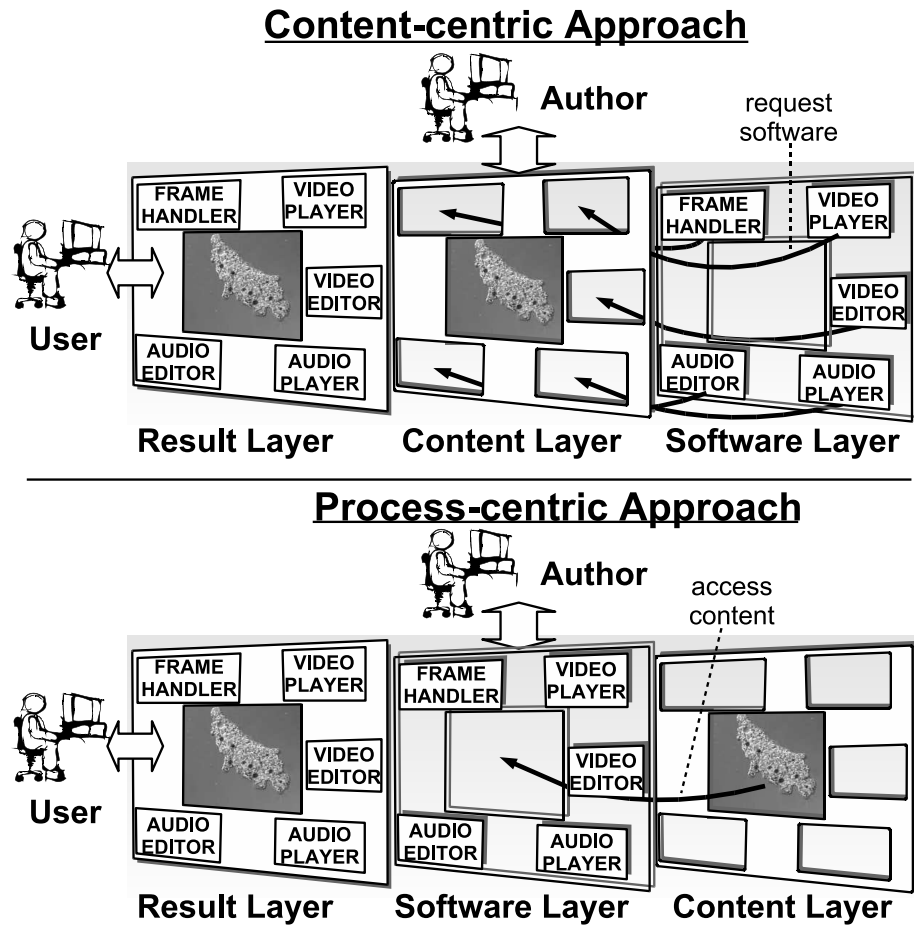 Content-centric Approach
Author
request
software
FRAME
HANDLER
VIDEO
PLAYER
VIDEO
EDITOR
AUDIO
EDITOR
AUDIO
PLAYER
FRAME
HANDLER
VIDEO
PLAYER
VIDEO
EDITOR
AUDIO
EDITOR
AUDIO
PLAYER
User
Result Layer
Content Layer
Software Layer
Process-centric Approach
Author
access
content
FRAME
HANDLER
VIDEO
PLAYER
VIDEO
EDITOR
AUDIO
EDITOR
AUDIO
PLAYER
FRAME
HANDLER
VIDEO
PLAYER
VIDEO
EDITOR
AUDIO
EDITOR
AUDIO
PLAYER
User
Result Layer
Software Layer
Content Layer